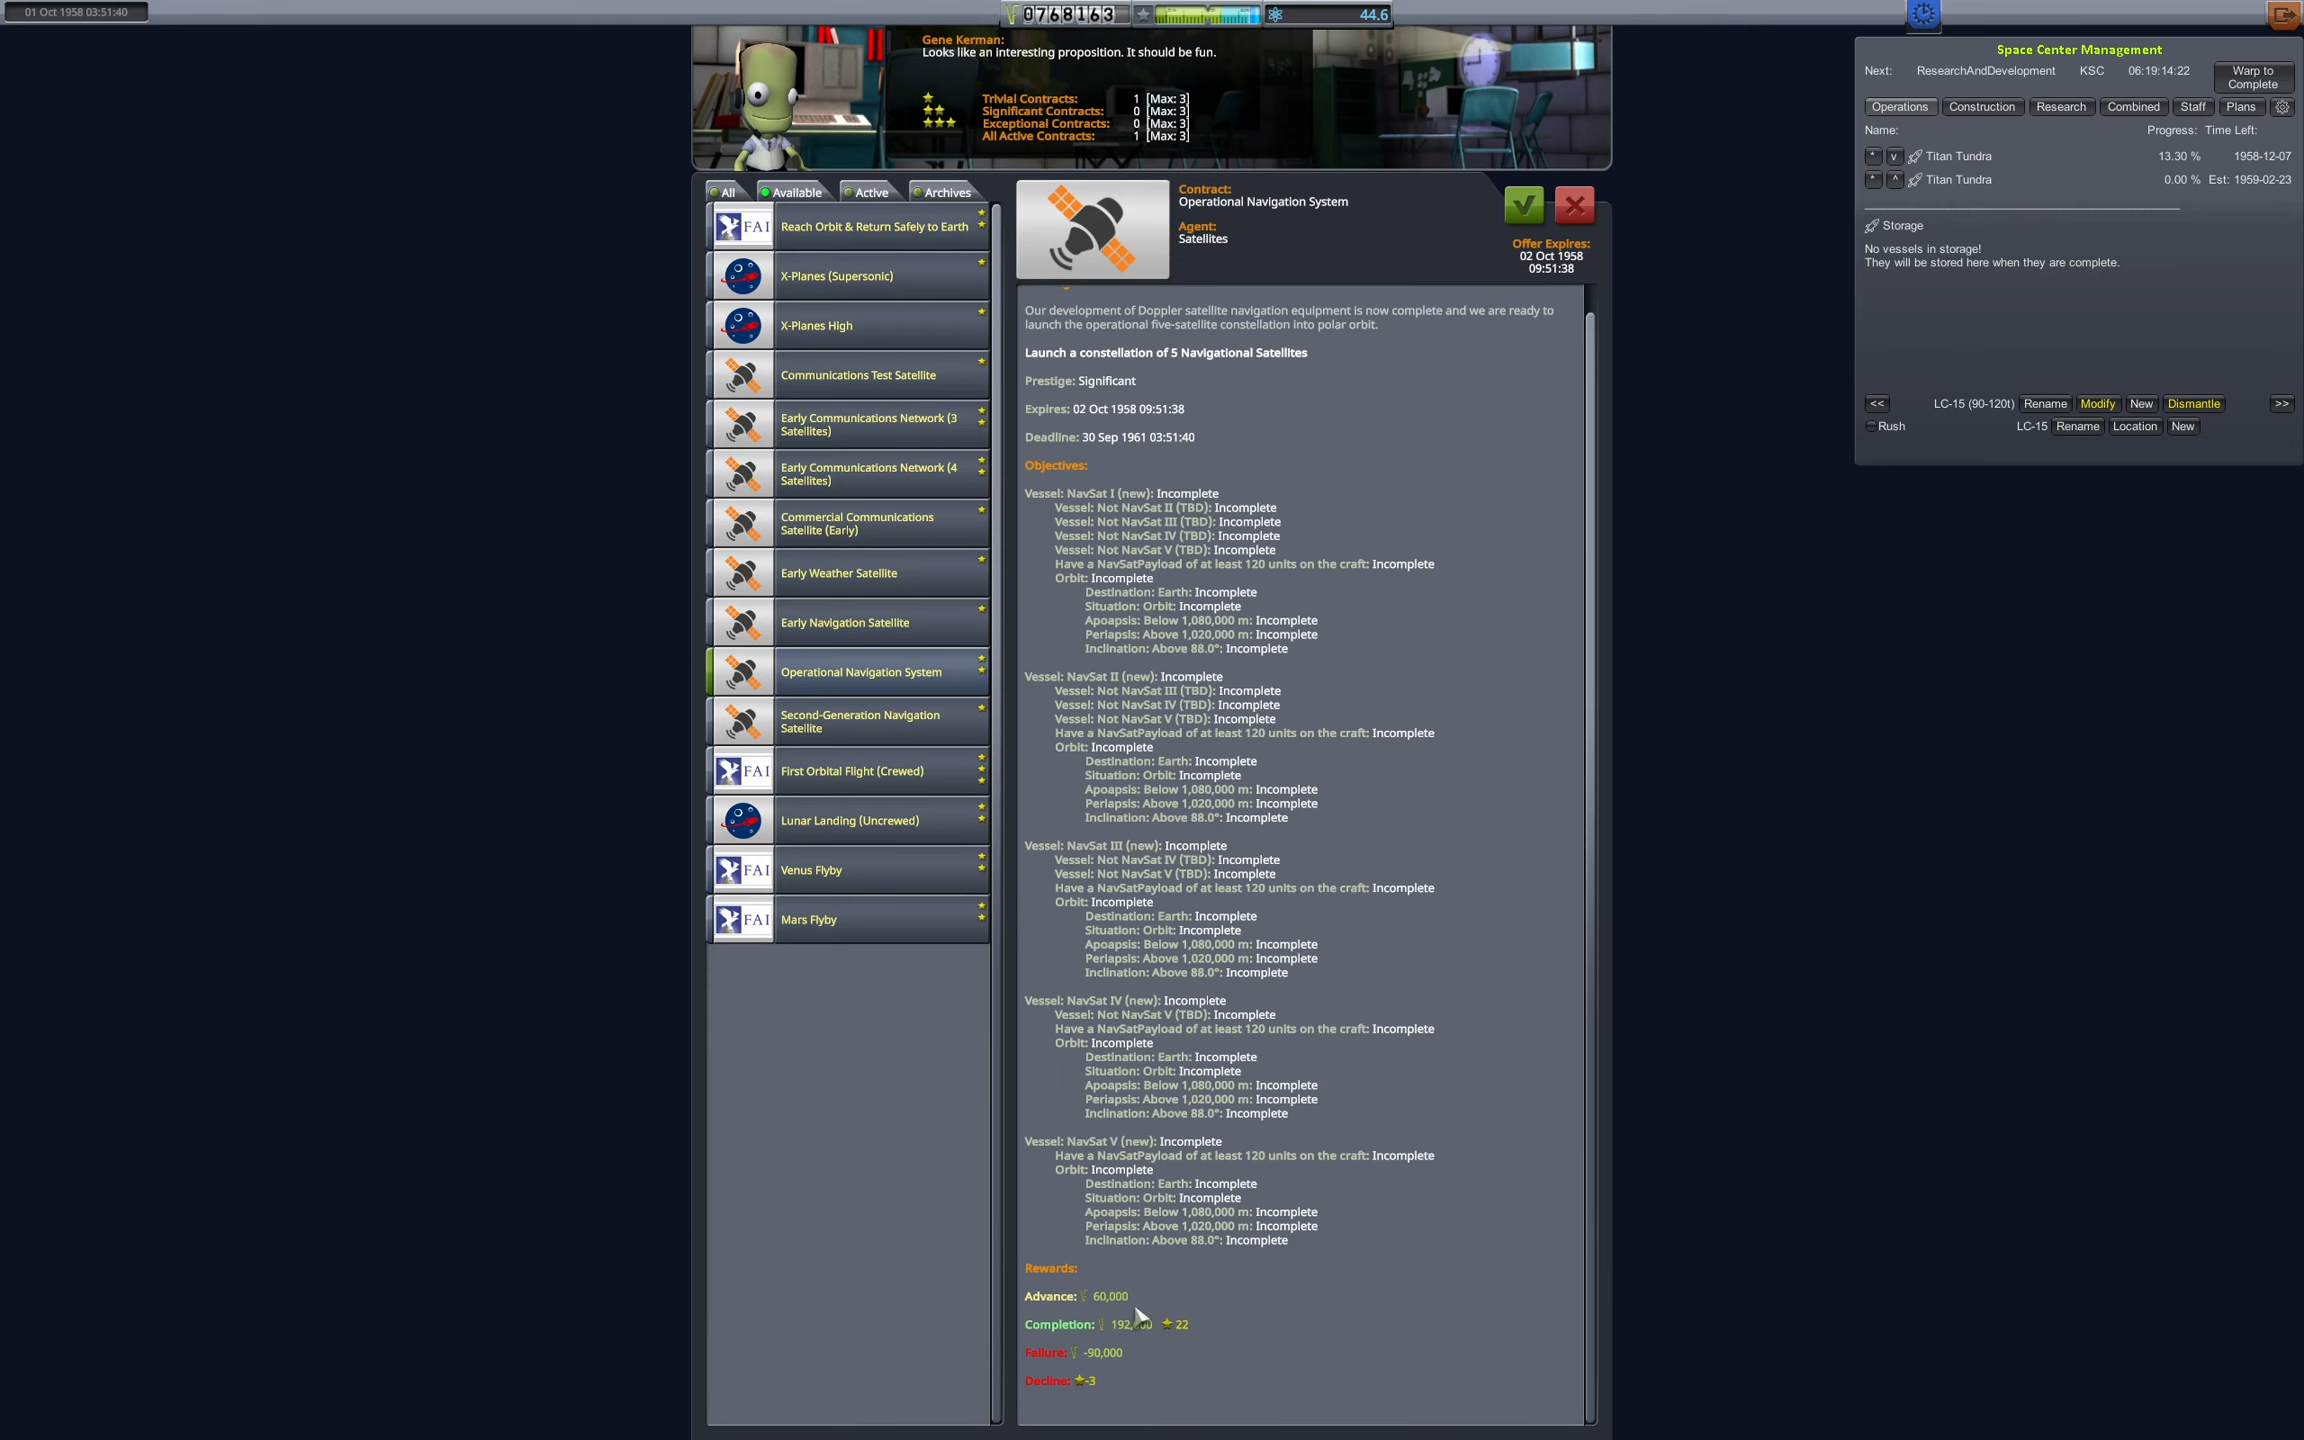 01 Oct 1958 03:51:40
0768163
44.6
Gene Kerman:
Looks like an interesting proposition. It should be fun.
Trivial Contracts: 1 [Max: 3]
Significant Contracts: 0 [Max: 3]
Exceptional Contracts: 0 [Max: 3]
All Active Contracts: 1 [Max: 3]
All Available Active Archives
FAI Reach Orbit & Return Safely to Earth
X-Planes (Supersonic)
X-Planes High
Communications Test Satellite
Early Communications Network (3
Satellites)
Early Communications Network (4
Satellites)
Commercial Communications
Satellite (Early)
Early Weather Satellite
Early Navigation Satellite
Operational Navigation System
Second-Generation Navigation
Satellite
FAI First Orbital Flight (Crewed)
Lunar Landing (Uncrewed)
FAI Venus Flyby
FAI Mars Flyby
Contract:
Operational Navigation System
Agent:
Satellites
Offer Expires:
02 Oct 1958
09:51:38
Our development of Doppler satellite navigation equipment is now complete and we are ready to
launch the operational five-satellite constellation into polar orbit.
Launch a constellation of 5 Navigational Satellites
Prestige: Significant
Expires: 02 Oct 1958 09:51:38
Deadline: 30 Sep 1961 03:51:40
Objectives:
Vessel: NavSat I (new): Incomplete
Vessel: Not NavSat II (TBD): Incomplete
Vessel: Not NavSat III (TBD): Incomplete
Vessel: Not NavSat IV (TBD): Incomplete
Vessel: Not NavSat V (TBD): Incomplete
Have a NavSatPayload of at least 120 units on the craft: Incomplete
Orbit: Incomplete
Destination: Earth: Incomplete
Situation: Orbit: Incomplete
Apoapsis: Below 1,080,000 m: Incomplete
Periapsis: Above 1,020,000 m: Incomplete
Inclination: Above 88.0°: Incomplete
Vessel: NavSat II (new): Incomplete
Vessel: Not NavSat III (TBD): Incomplete
Vessel: Not NavSat IV (TBD): Incomplete
Vessel: Not NavSat V (TBD): Incomplete
Have a NavSatPayload of at least 120 units on the craft: Incomplete
Orbit: Incomplete
Destination: Earth: Incomplete
Situation: Orbit: Incomplete
Apoapsis: Below 1,080,000 m: Incomplete
Periapsis: Above 1,020,000 m: Incomplete
Inclination: Above 88.0°: Incomplete
Vessel: NavSat III (new): Incomplete
Vessel: Not NavSat IV (TBD): Incomplete
Vessel: Not NavSat V (TBD): Incomplete
Have a NavSatPayload of at least 120 units on the craft: Incomplete
Orbit: Incomplete
Destination: Earth: Incomplete
Situation: Orbit: Incomplete
Apoapsis: Below 1,080,000 m: Incomplete
Periapsis: Above 1,020,000 m: Incomplete
Inclination: Above 88.0°: Incomplete
Vessel: NavSat IV (new): Incomplete
Vessel: Not NavSat V (TBD): Incomplete
Have a NavSatPayload of at least 120 units on the craft: Incomplete
Orbit: Incomplete
Destination: Earth: Incomplete
Situation: Orbit: Incomplete
Apoapsis: Below 1,080,000 m: Incomplete
Periapsis: Above 1,020,000 m: Incomplete
Inclination: Above 88.0°: Incomplete
Vessel: NavSat V (new): Incomplete
Have a NavSatPayload of at least 120 units on the craft: Incomplete
Orbit: Incomplete
Destination: Earth: Incomplete
Situation: Orbit: Incomplete
Apoapsis: Below 1,080,000 m: Incomplete
Periapsis: Above 1,020,000 m: Incomplete
Inclination: Above 88.0°: Incomplete
Rewards:
Advance: 60,000
Completion: 22
Failure: -90,000
Decline: -3
Space Center Management
Next: ResearchAndDevelopment KSC 06:19:14:22 Warp to
Complete
Operations Construction Research Combined Staff Plans
Name: Progress: Time Left:
* v Titan Tundra 13.30 % 1958-12-07
* ^ Titan Tundra 0.00 % Est: 1959-02-23
Storage
No vessels in storage!
They will be stored here when they are complete.
<< LC-15 (90-120t) Rename Modify New Dismantle >>
Rush LC-15 Rename Location New